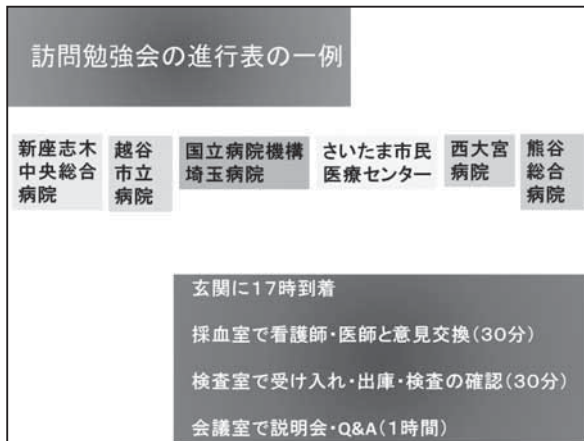 訪問勉強会の進行表の一例
新座志木
中央総合
病院
越谷
市立
病院
国立病院機構
埼玉病院
さいたま市民
医療センター
西大宮
病院
熊谷
総合
病院
玄関に17時到着
採血室で看護師・医師と意見交換(30分)
検査室で受け入れ・出庫・検査の確認(30分)
会議室で説明会・Q&A(1時間)